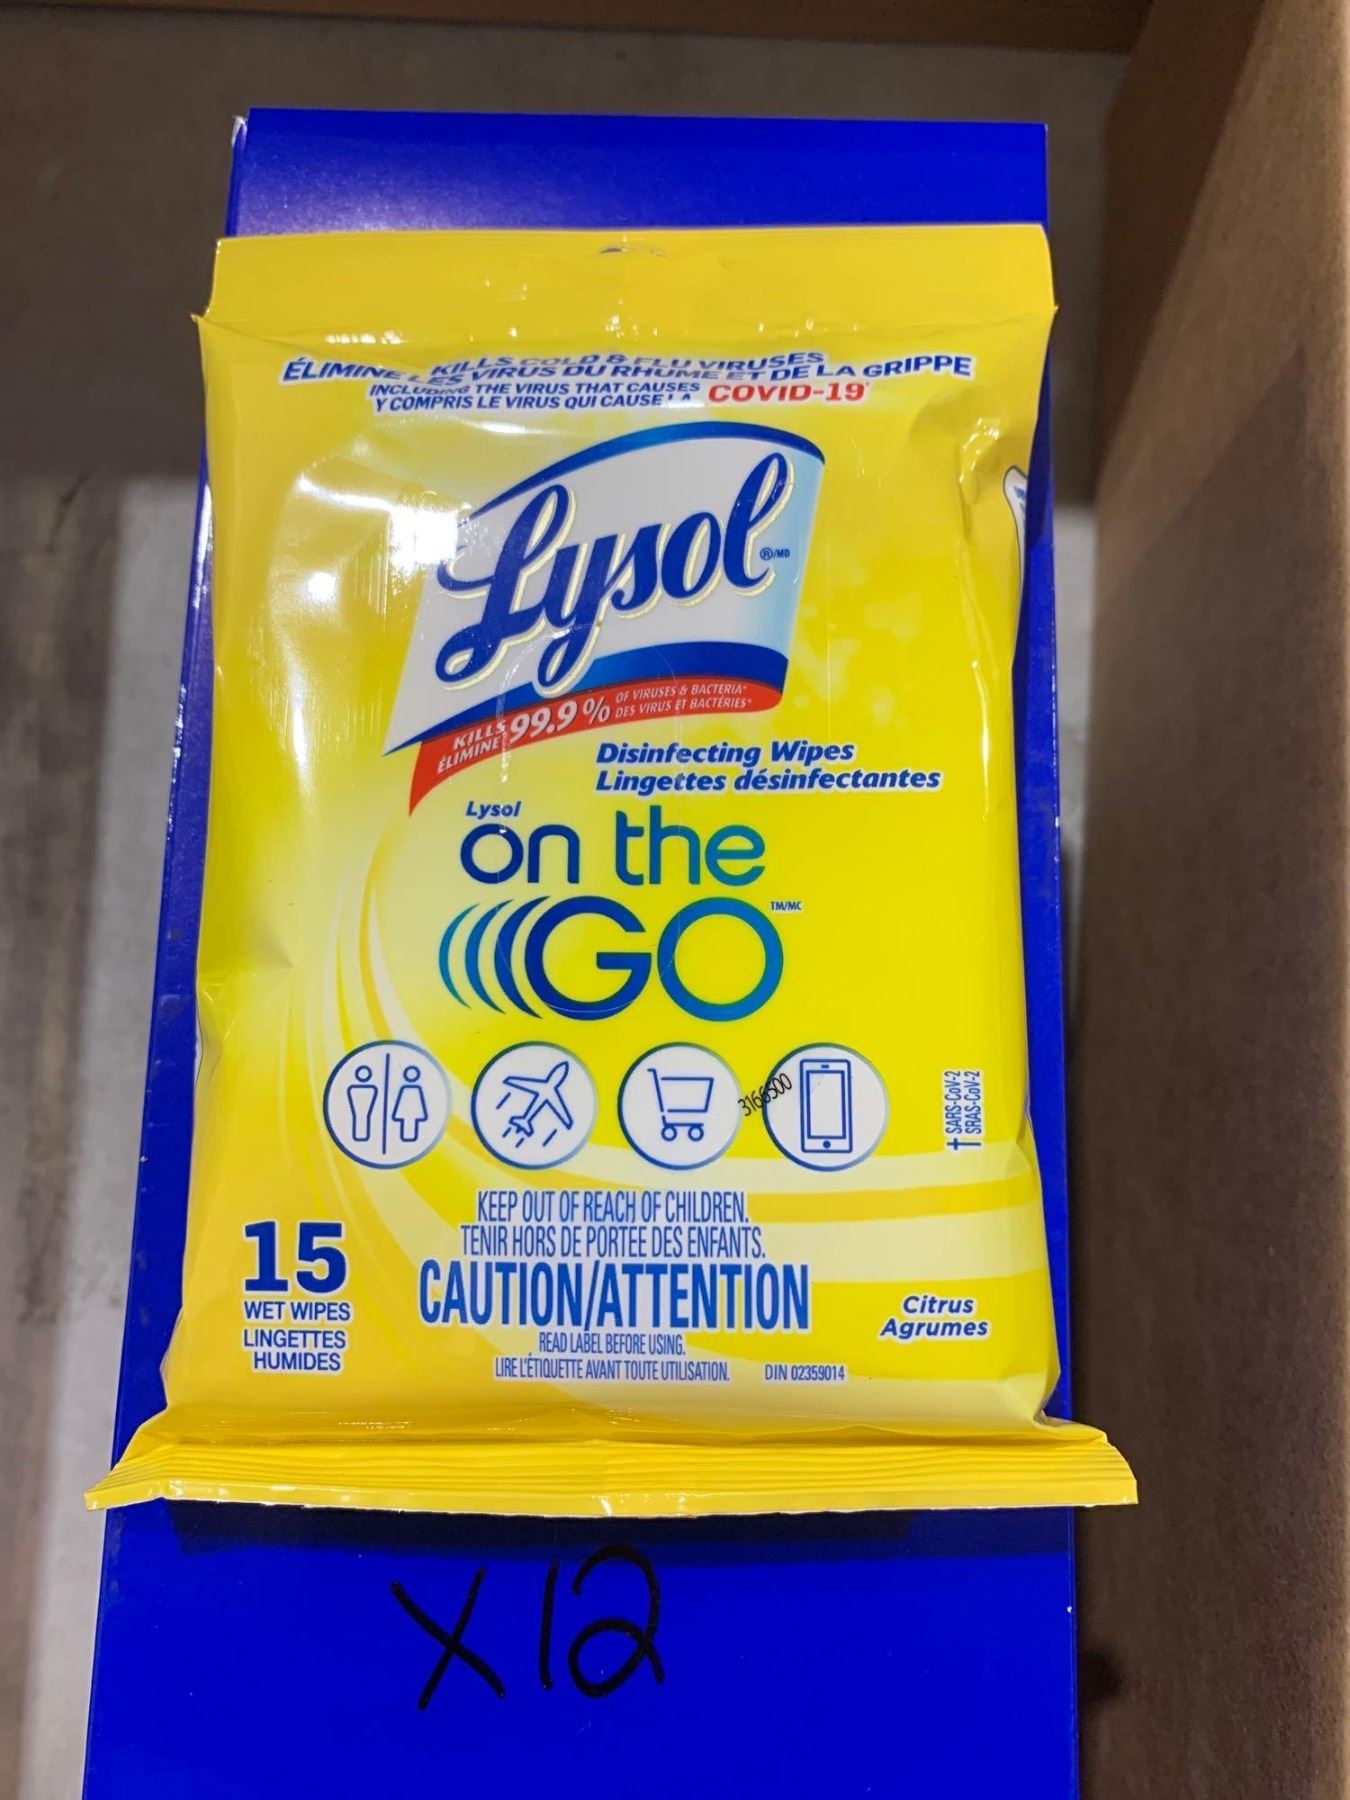 KILLS COLD & FLU VIRUSES
ÉLIMINE LES VIRUS DU RHUME ET DE LA GRIPPE
INCLUDING THE VIRUS THAT CAUSES
Y COMPRIS LE VIRUS QUI CAUSE LA
COVID-19†
Lysol ®/MD
KILLS
ÉLIMINE
99.9%
OF VIRUSES & BACTERIA*
DES VIRUS ET BACTÉRIES*
Disinfecting Wipes
Lingettes désinfectantes
Lysol
on the
GO TM/MC
3166500
† SARS-CoV-2
SRAS-CoV-2
KEEP OUT OF REACH OF CHILDREN.
TENIR HORS DE PORTÉE DES ENFANTS.
CAUTION/ATTENTION
READ LABEL BEFORE USING.
LIRE L'ÉTIQUETTE AVANT TOUTE UTILISATION.
DIN 02359014
15
WET WIPES
LINGETTES
HUMIDES
Citrus
Agrumes
X12